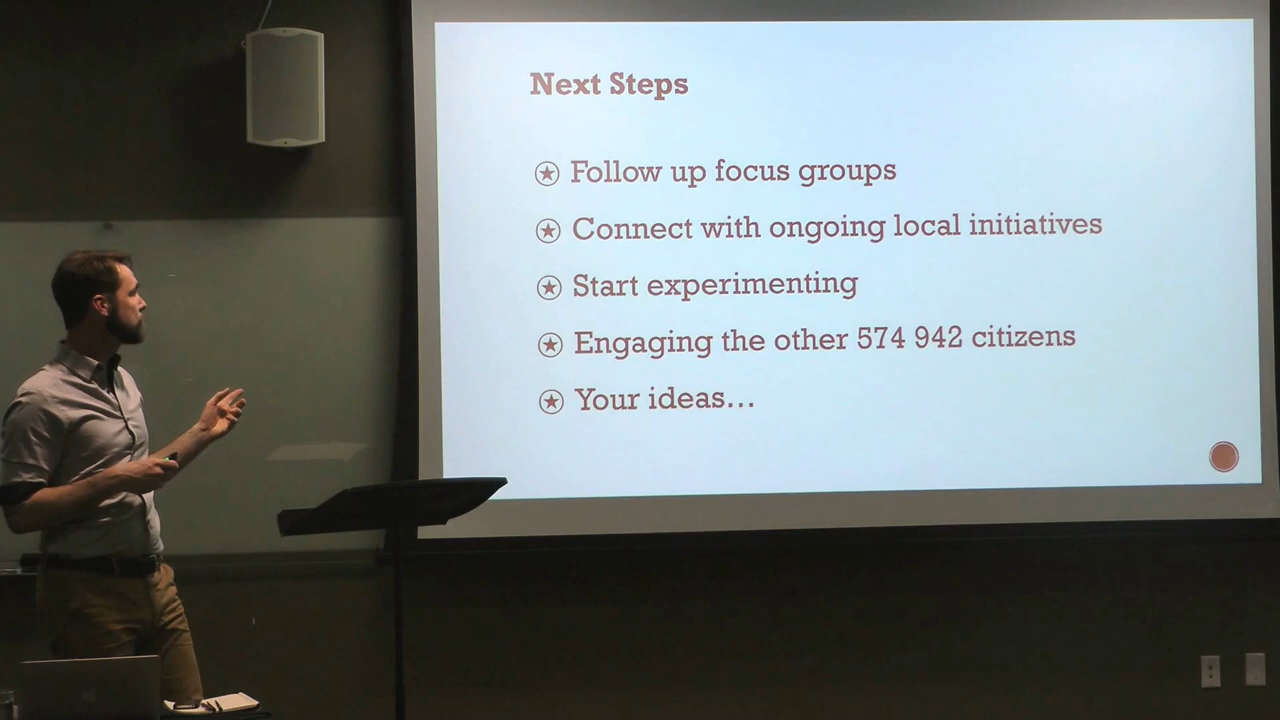 Next Steps
Follow up focus groups
Connect with ongoing local initiatives
Start experimenting
Engaging the other 574 942 citizens
Your ideas...